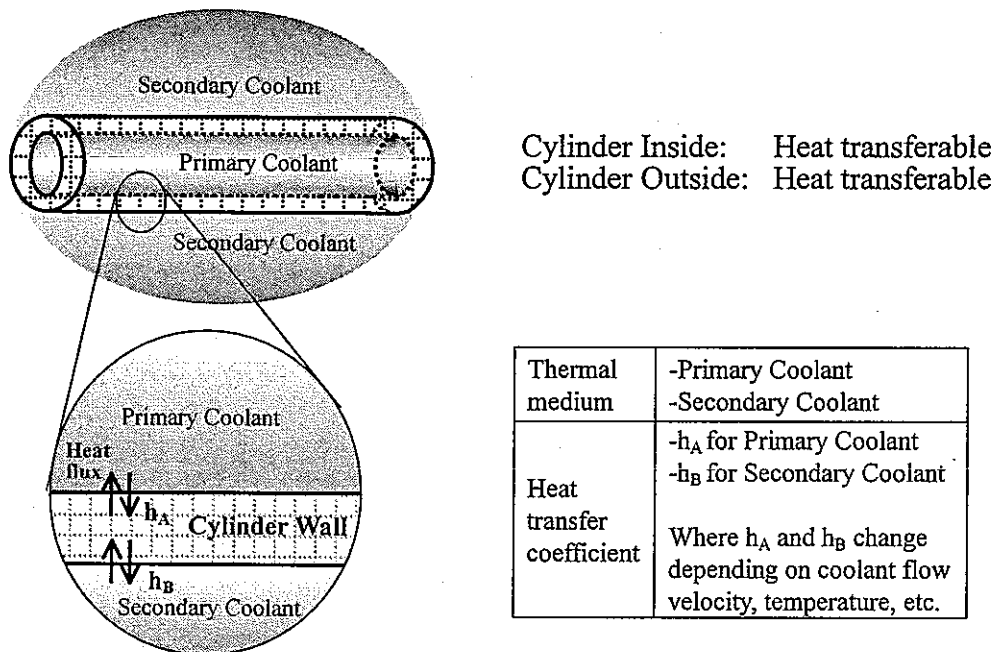 Secondary Coolant
Primary Coolant
Secondary Coolant
Cylinder Inside: Heat transferable
Cylinder Outside: Heat transferable
Primary Coolant
Heat
flux
hA
Cylinder Wall
hB
Secondary Coolant
Thermal
medium
-Primary Coolant
-Secondary Coolant
Heat
transfer
coefficient
-hA for Primary Coolant
-hB for Secondary Coolant
Where hA and hB change
depending on coolant flow
velocity, temperature, etc.